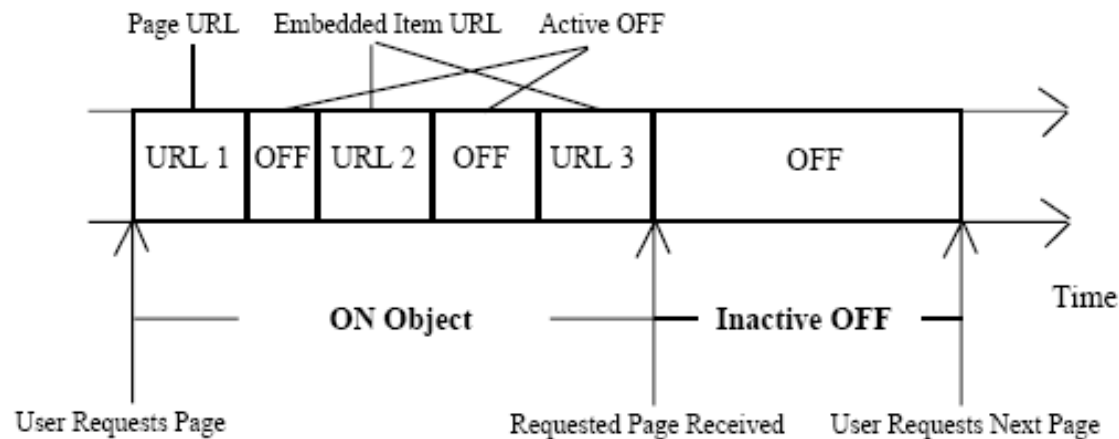 Page URL
Embedded Item URL
Active OFF
URL 1
OFF
URL 2
OFF
URL 3
OFF
Time
ON Object
Inactive OFF
User Requests Page
Requested Page Received
User Requests Next Page